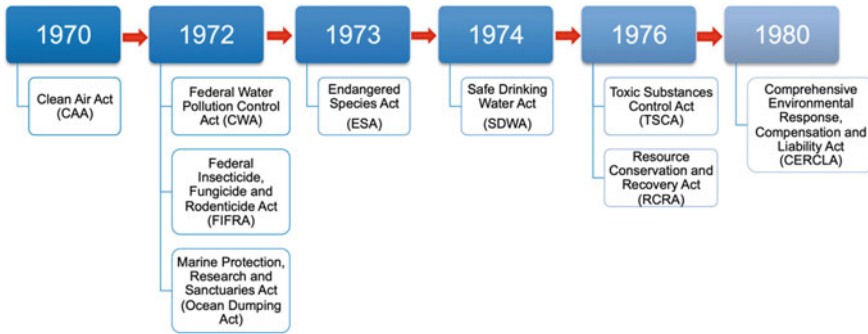 1970
1972
1973
1974
1976
1980
Clean Air Act
(CAA)
Federal Water
Pollution Control
Act (CWA)
Federal
Insecticide,
Fungicide and
Rodenticide Act
(FIFRA)
Marine Protection,
Research and
Sanctuaries Act
(Ocean Dumping
Act)
Endangered
Species Act
(ESA)
Safe Drinking
Water Act
(SDWA)
Toxic Substances
Control Act
(TSCA)
Resource
Conservation and
Recovery Act
(RCRA)
Comprehensive
Environmental
Response,
Compensation and
Liability Act
(CERCLA)